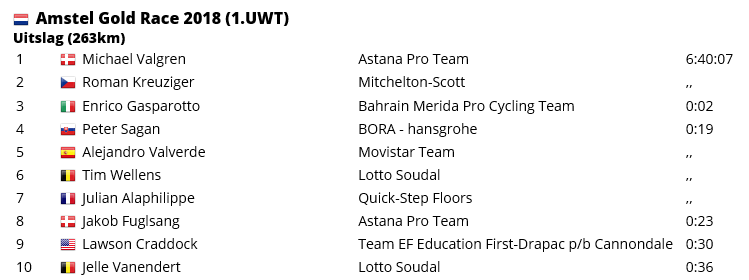 Amstel Gold Race 2018 (1.UWT)
Uitslag (263km)
1 Michael Valgren Astana Pro Team 6:40:07
2 Roman Kreuziger Mitchelton-Scott ,,
3 Enrico Gasparotto Bahrain Merida Pro Cycling Team 0:02
4 Peter Sagan BORA - hansgrohe 0:19
5 Alejandro Valverde Movistar Team ,,
6 Tim Wellens Lotto Soudal ,,
7 Julian Alaphilippe Quick-Step Floors ,,
8 Jakob Fuglsang Astana Pro Team 0:23
9 Lawson Craddock Team EF Education First-Drapac p/b Cannondale 0:30
10 Jelle Vanendert Lotto Soudal 0:36